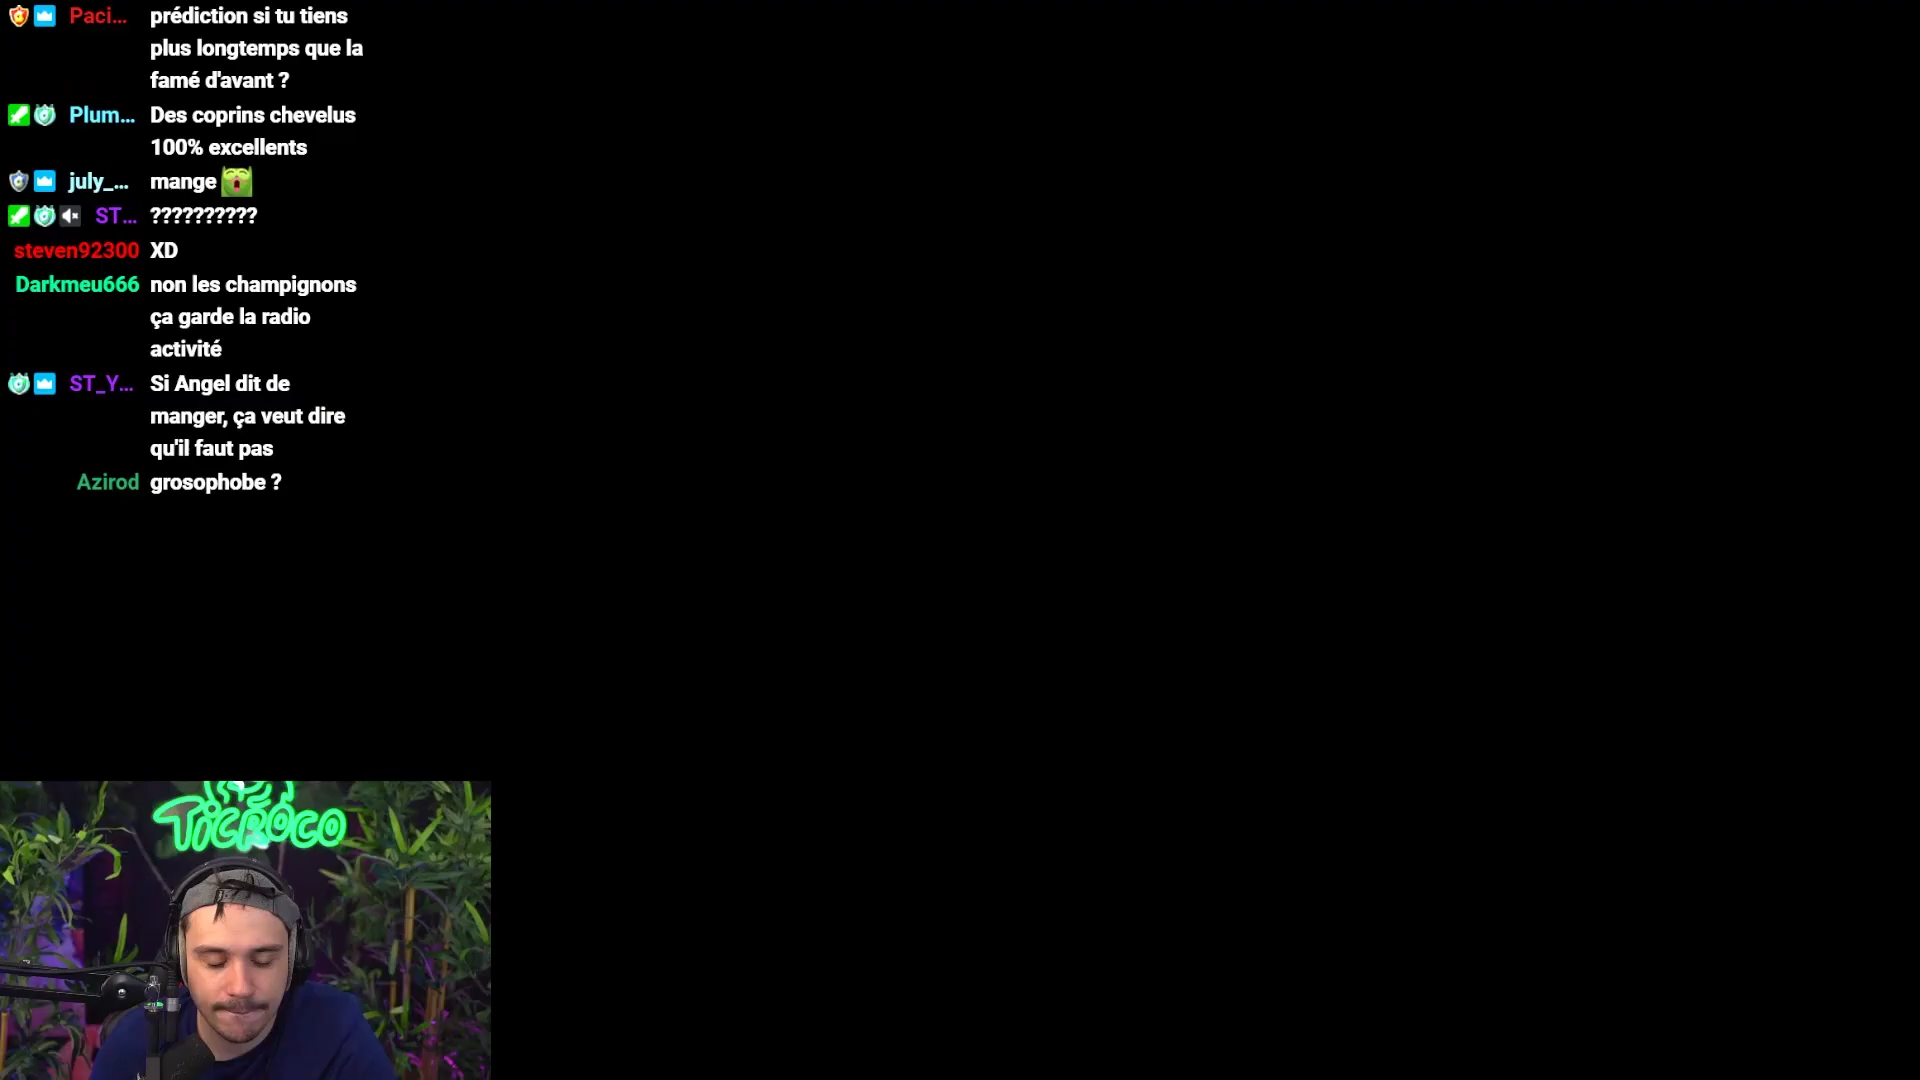 Paci... prédiction si tu tiens
plus longtemps que la
famé d'avant ?
Plum... Des coprins chevelus
100% excellents
july_... mange
ST... ??????????
steven92300 XD
Darkmeu666 non les champignons
ça garde la radio
activité
ST_Y... Si Angel dit de
manger, ça veut dire
qu'il faut pas
Azirod grosophobe ?
TICROCO